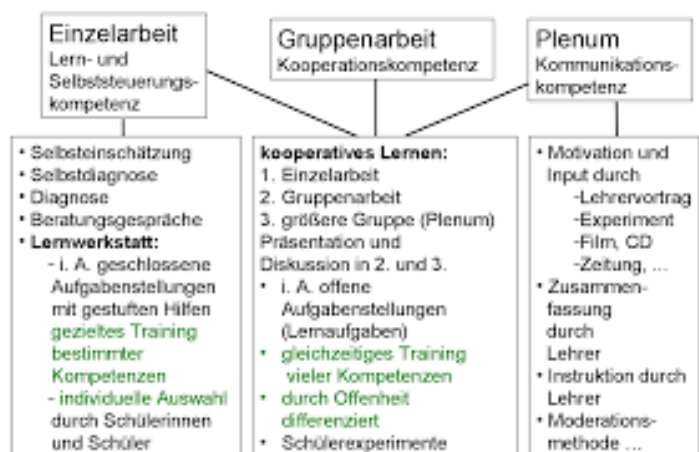 Einzelarbeit
Lern- und
Selbststeuerungs-
kompetenz
Gruppenarbeit
Kooperationskompetenz
Plenum
Kommunikations-
kompetenz
• Selbsteinschätzung
• Selbstdiagnose
• Diagnose
• Beratungsgespräche
• Lernwerkstatt:
- i. A. geschlossene
Aufgabenstellungen
mit gestuften Hilfen
gezieltes Training
bestimmter
Kompetenzen
- individuelle Auswahl
durch Schülerinnen
und Schüler
kooperatives Lernen:
1. Einzelarbeit
2. Gruppenarbeit
3. größere Gruppe (Plenum)
Präsentation und
Diskussion in 2. und 3.
• i. A. offene
Aufgabenstellungen
(Lernaufgaben)
• gleichzeitiges Training
vieler Kompetenzen
• durch Offenheit
differenziert
• Schülerexperimente
• Motivation und
Input durch
-Lehrervortrag
-Experiment
-Film, CD
-Zeitung, ...
• Zusammen-
fassung
durch
Lehrer
• Instruktion durch
Lehrer
• Moderations-
methode ...